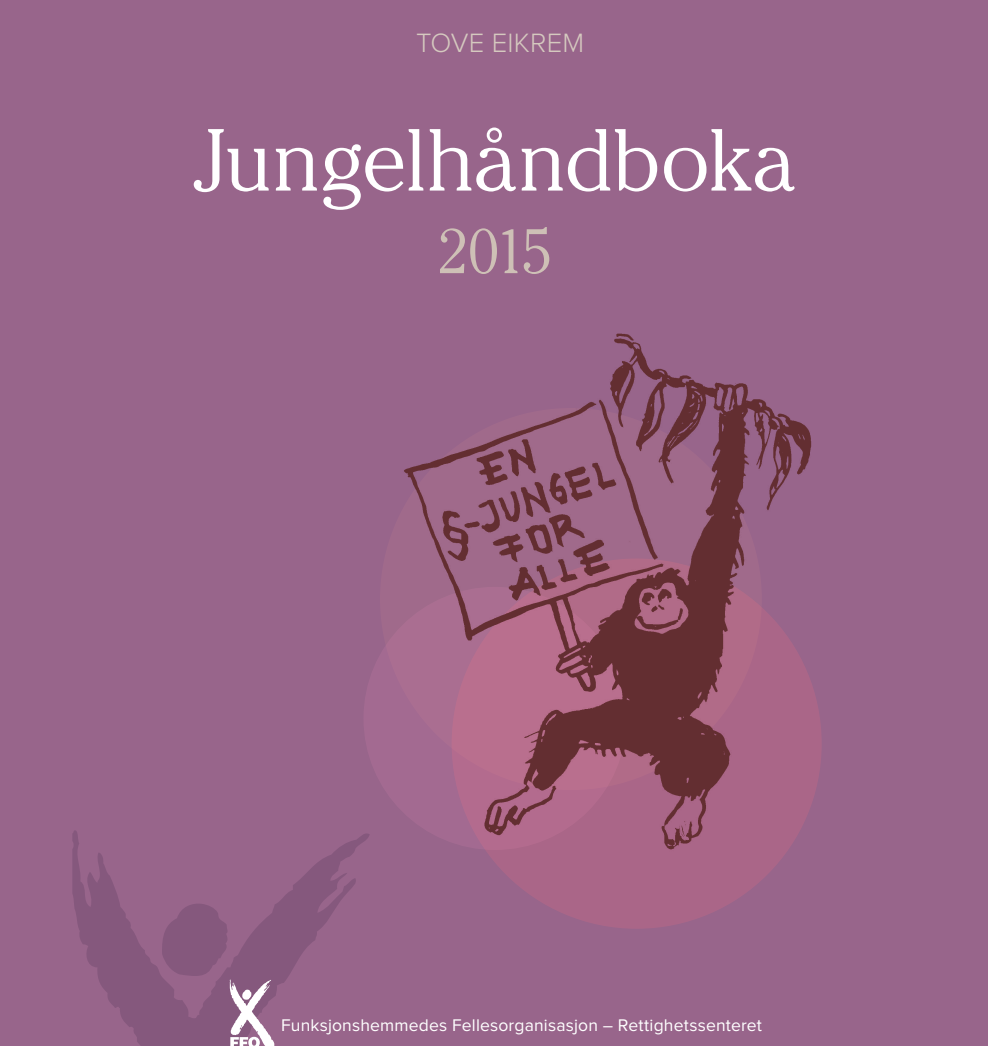 TOVE EIKREM
Jungelhåndboka
2015
EN
§-JUNGEL
FOR
ALLE
FFO
Funksjonshemmedes Fellesorganisasjon – Rettighetssenteret